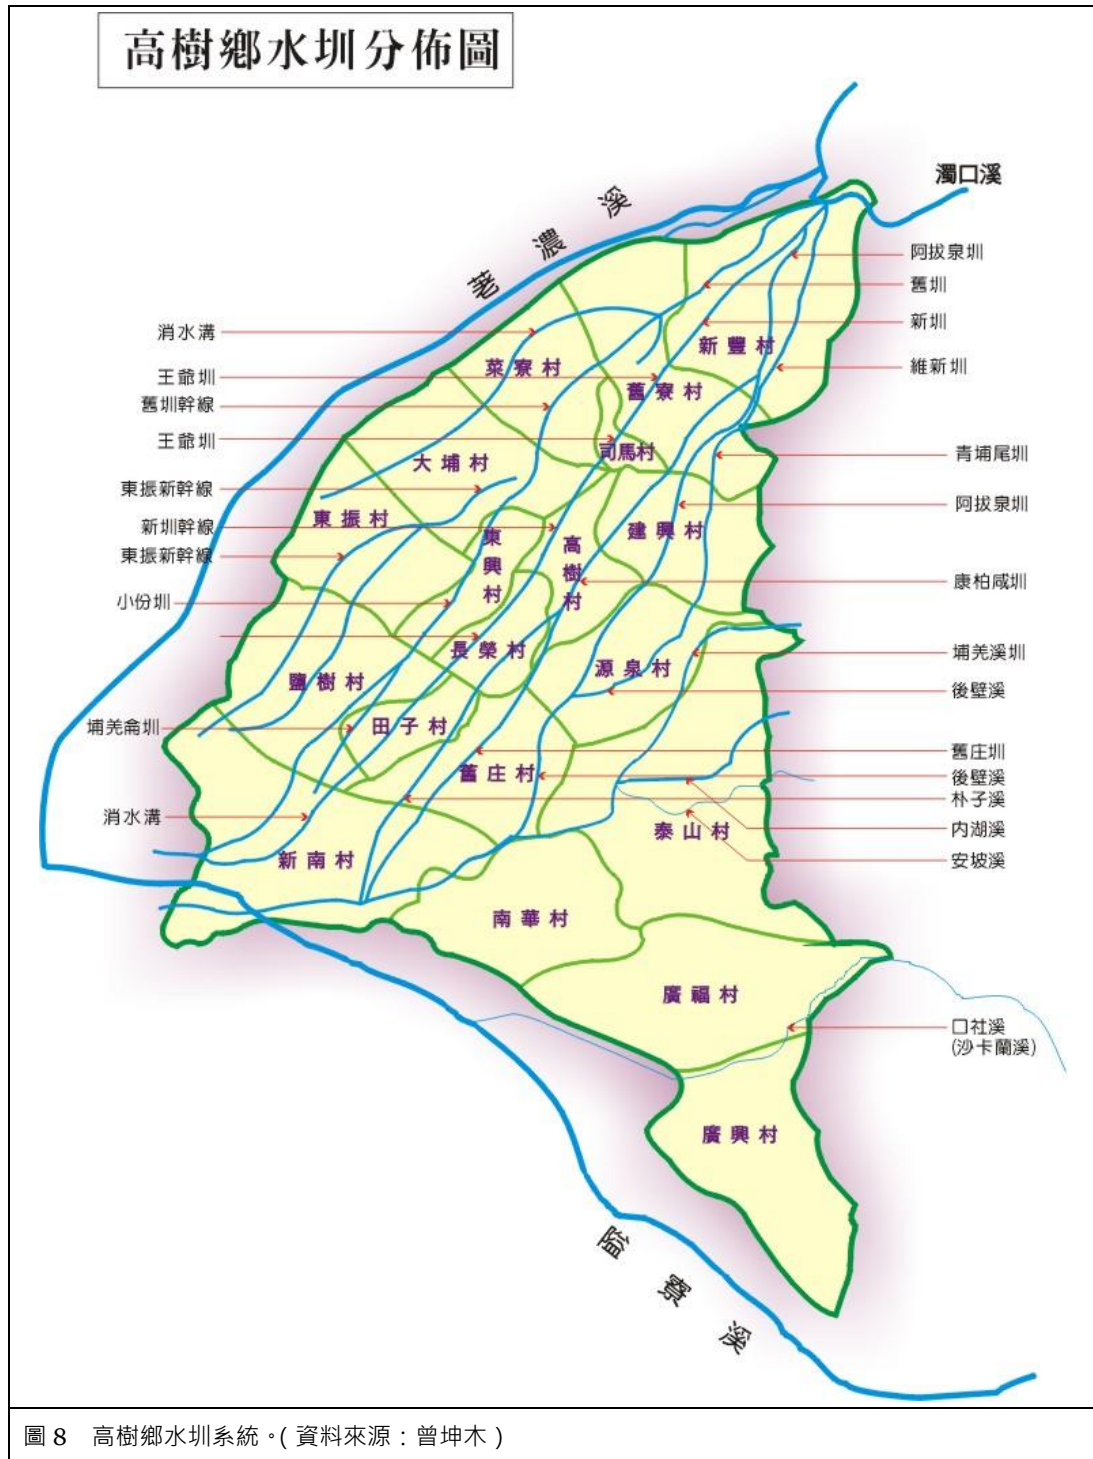 高樹鄉水圳分佈圖
濁口溪
荖濃溪
阿拔泉圳
舊圳
新圳
維新圳
青埔尾圳
阿拔泉圳
康柏咸圳
埔羌溪圳
後壁溪
舊庄圳
後壁溪
朴子溪
內湖溪
安坡溪
口社溪
(沙卡蘭溪)
消水溝
王爺圳
舊圳幹線
王爺圳
東振新幹線
新圳幹線
東振新幹線
小份圳
埔羌崙圳
消水溝
新豐村
菜寮村
舊寮村
司馬村
大埔村
東振村
東興村
高樹村
建興村
長榮村
源泉村
鹽樹村
田子村
舊庄村
泰山村
新南村
南華村
廣福村
廣興村
隘寮溪
圖 8 高樹鄉水圳系統。(資料來源：曾坤木)